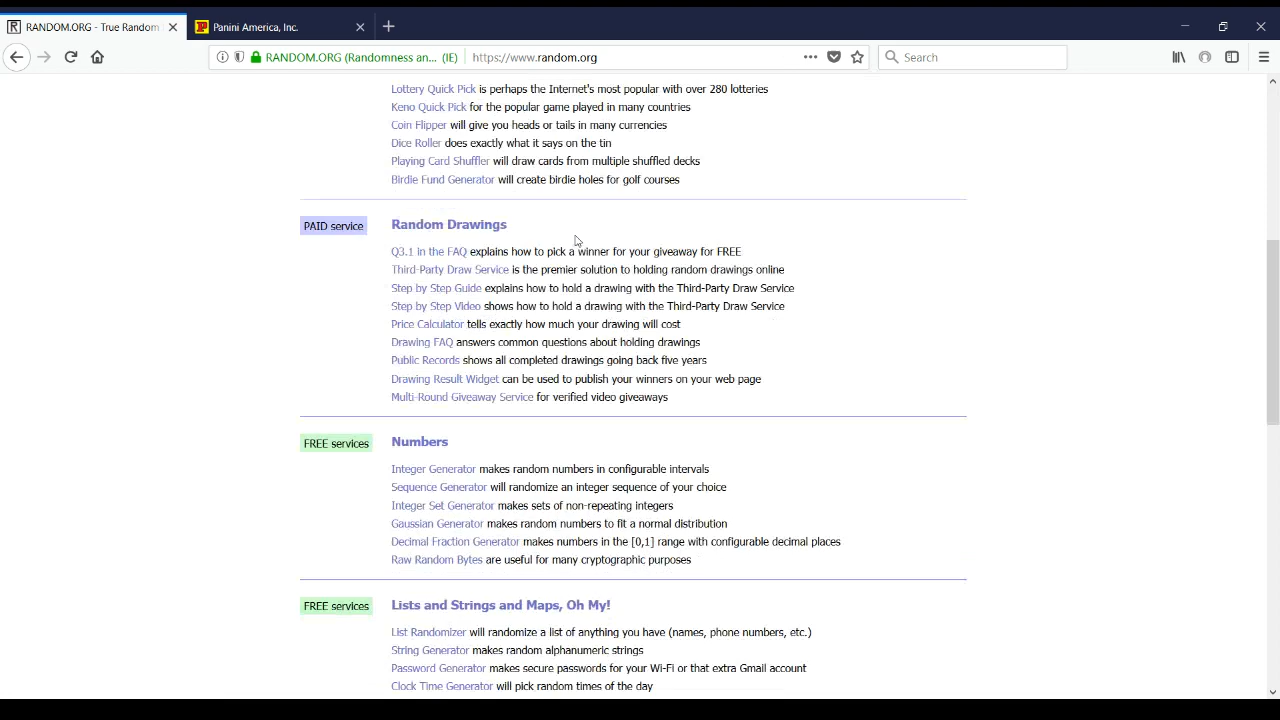 RANDOM.ORG - True Random
Panini America, Inc.
RANDOM.ORG (Randomness an... (IE)
https://www.random.org
Search
Lottery Quick Pick is perhaps the Internet's most popular with over 280 lotteries
Keno Quick Pick for the popular game played in many countries
Coin Flipper will give you heads or tails in many currencies
Dice Roller does exactly what it says on the tin
Playing Card Shuffler will draw cards from multiple shuffled decks
Birdie Fund Generator will create birdie holes for golf courses
PAID service
Random Drawings
Q3.1 in the FAQ explains how to pick a winner for your giveaway for FREE
Third-Party Draw Service is the premier solution to holding random drawings online
Step by Step Guide explains how to hold a drawing with the Third-Party Draw Service
Step by Step Video shows how to hold a drawing with the Third-Party Draw Service
Price Calculator tells exactly how much your drawing will cost
Drawing FAQ answers common questions about holding drawings
Public Records shows all completed drawings going back five years
Drawing Result Widget can be used to publish your winners on your web page
Multi-Round Giveaway Service for verified video giveaways
FREE services
Numbers
Integer Generator makes random numbers in configurable intervals
Sequence Generator will randomize an integer sequence of your choice
Integer Set Generator makes sets of non-repeating integers
Gaussian Generator makes random numbers to fit a normal distribution
Decimal Fraction Generator makes numbers in the [0,1] range with configurable decimal places
Raw Random Bytes are useful for many cryptographic purposes
FREE services
Lists and Strings and Maps, Oh My!
List Randomizer will randomize a list of anything you have (names, phone numbers, etc.)
String Generator makes random alphanumeric strings
Password Generator makes secure passwords for your Wi-Fi or that extra Gmail account
Clock Time Generator will pick random times of the day